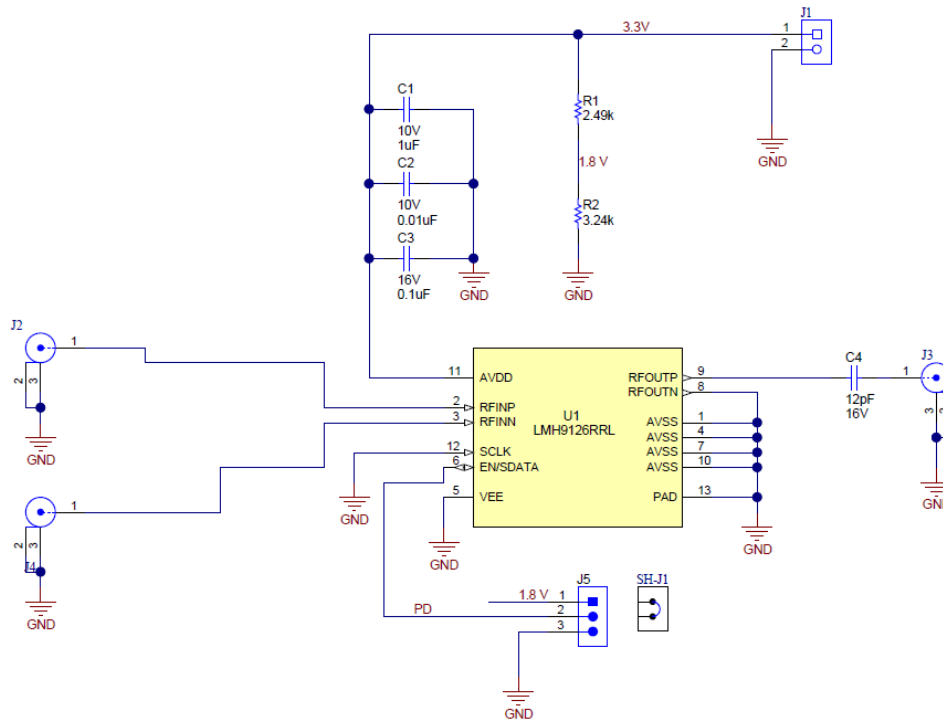 J1
3.3V
1
2
GND
C1
10V
1uF
C2
10V
0.01uF
C3
16V
0.1uF
GND
R1
2.49k
1.8 V
R2
3.24k
GND
J2
1
2
3
GND
1
2
3
J4
GND
11 AVDD
2 RFINP
3 RFINN
12 SCLK
6 EN/SDATA
5 VEE
U1
LMH9126RRL
RFOUTP 9
RFOUTN 8
AVSS 1
AVSS 4
AVSS 7
AVSS 10
PAD 13
GND
GND
GND
C4
12pF
16V
J3
1
3
GND
J5
1.8 V 1
PD 2
3
GND
SH-J1